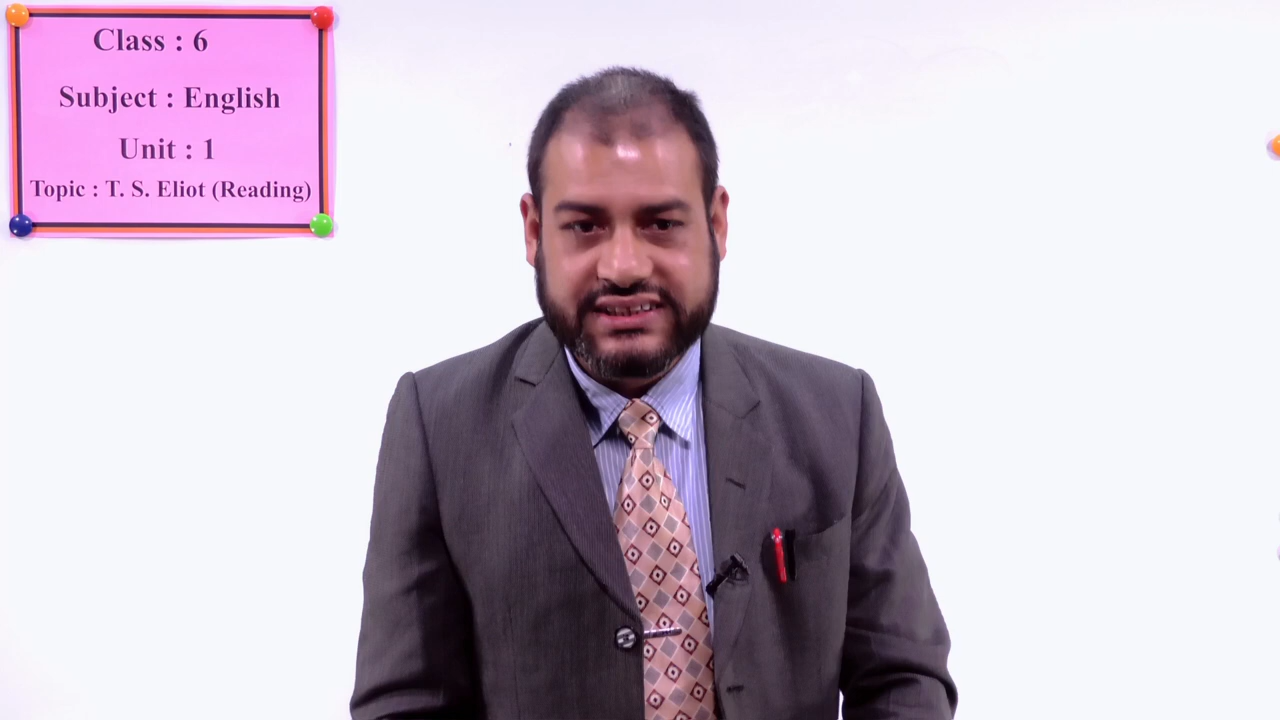 Class : 6
Subject : English
Unit : 1
Topic : T. S. Eliot (Reading)